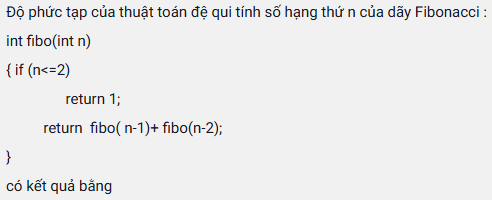 Độ phức tạp của thuật toán đệ qui tính số hạng thứ n của dãy Fibonacci :
int fibo(int n)
{ if (n<=2)
return 1;
return fibo( n-1)+ fibo(n-2);
}
có kết quả bằng